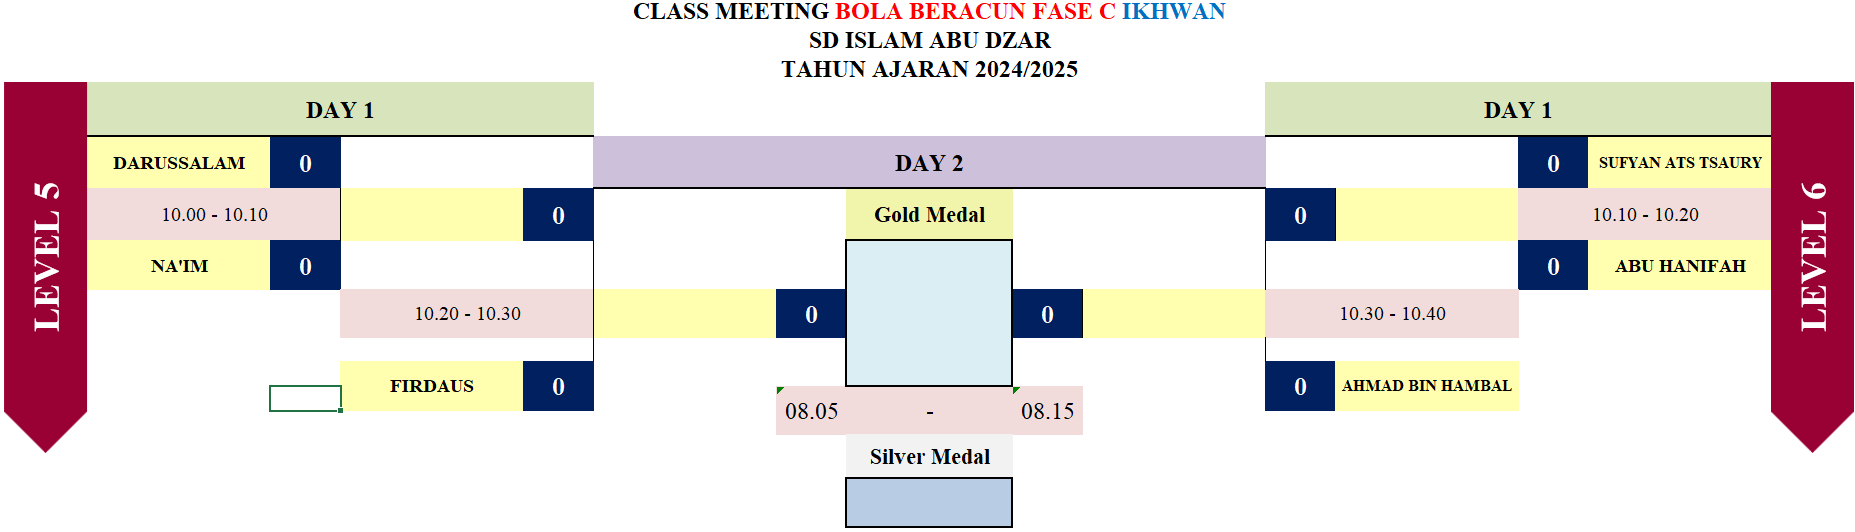 CLASS MEETING BOLA BERACUN FASE C IKHWAN
SD ISLAM ABU DZAR
TAHUN AJARAN 2024/2025
LEVEL 5
DAY 1
DARUSSALAM 0
10.00 - 10.10
NA'IM 0
0
10.20 - 10.30
FIRDAUS 0
DAY 2
Gold Medal
0 0
08.05 - 08.15
Silver Medal
DAY 1
0 SUFYAN ATS TSAURY
10.10 - 10.20
0 ABU HANIFAH
0
10.30 - 10.40
0 AHMAD BIN HAMBAL
LEVEL 6